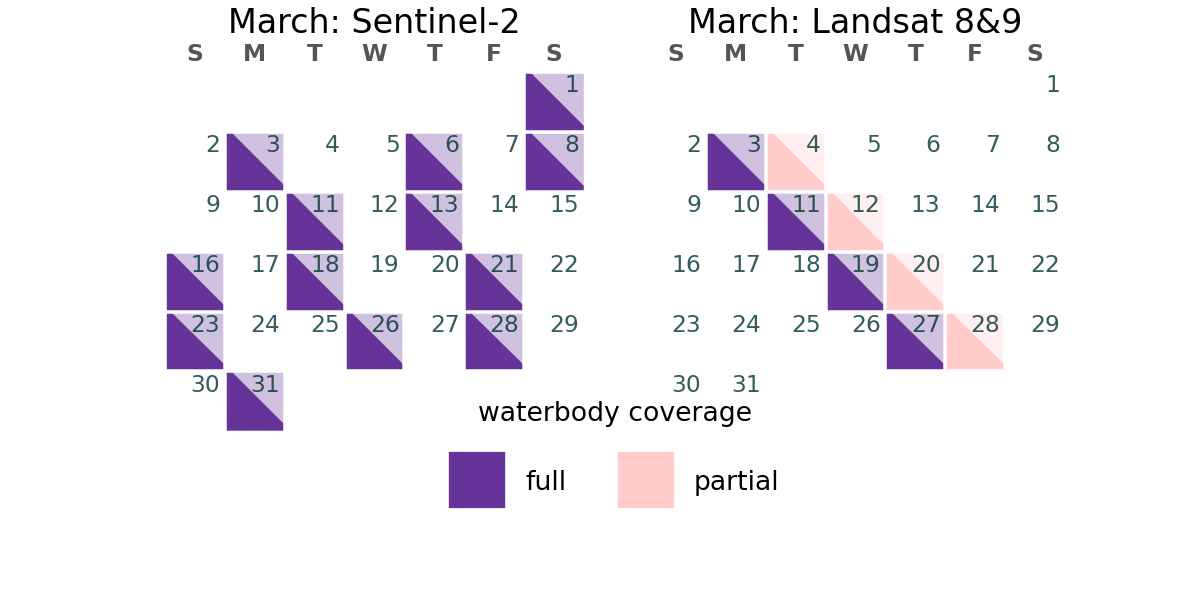 March: Sentinel-2
S M T W T F S
1
2 3 4 5 6 7 8
9 10 11 12 13 14 15
16 17 18 19 20 21 22
23 24 25 26 27 28 29
30 31
March: Landsat 8&9
S M T W T F S
1
2 3 4 5 6 7 8
9 10 11 12 13 14 15
16 17 18 19 20 21 22
23 24 25 26 27 28 29
30 31
waterbody coverage
full partial